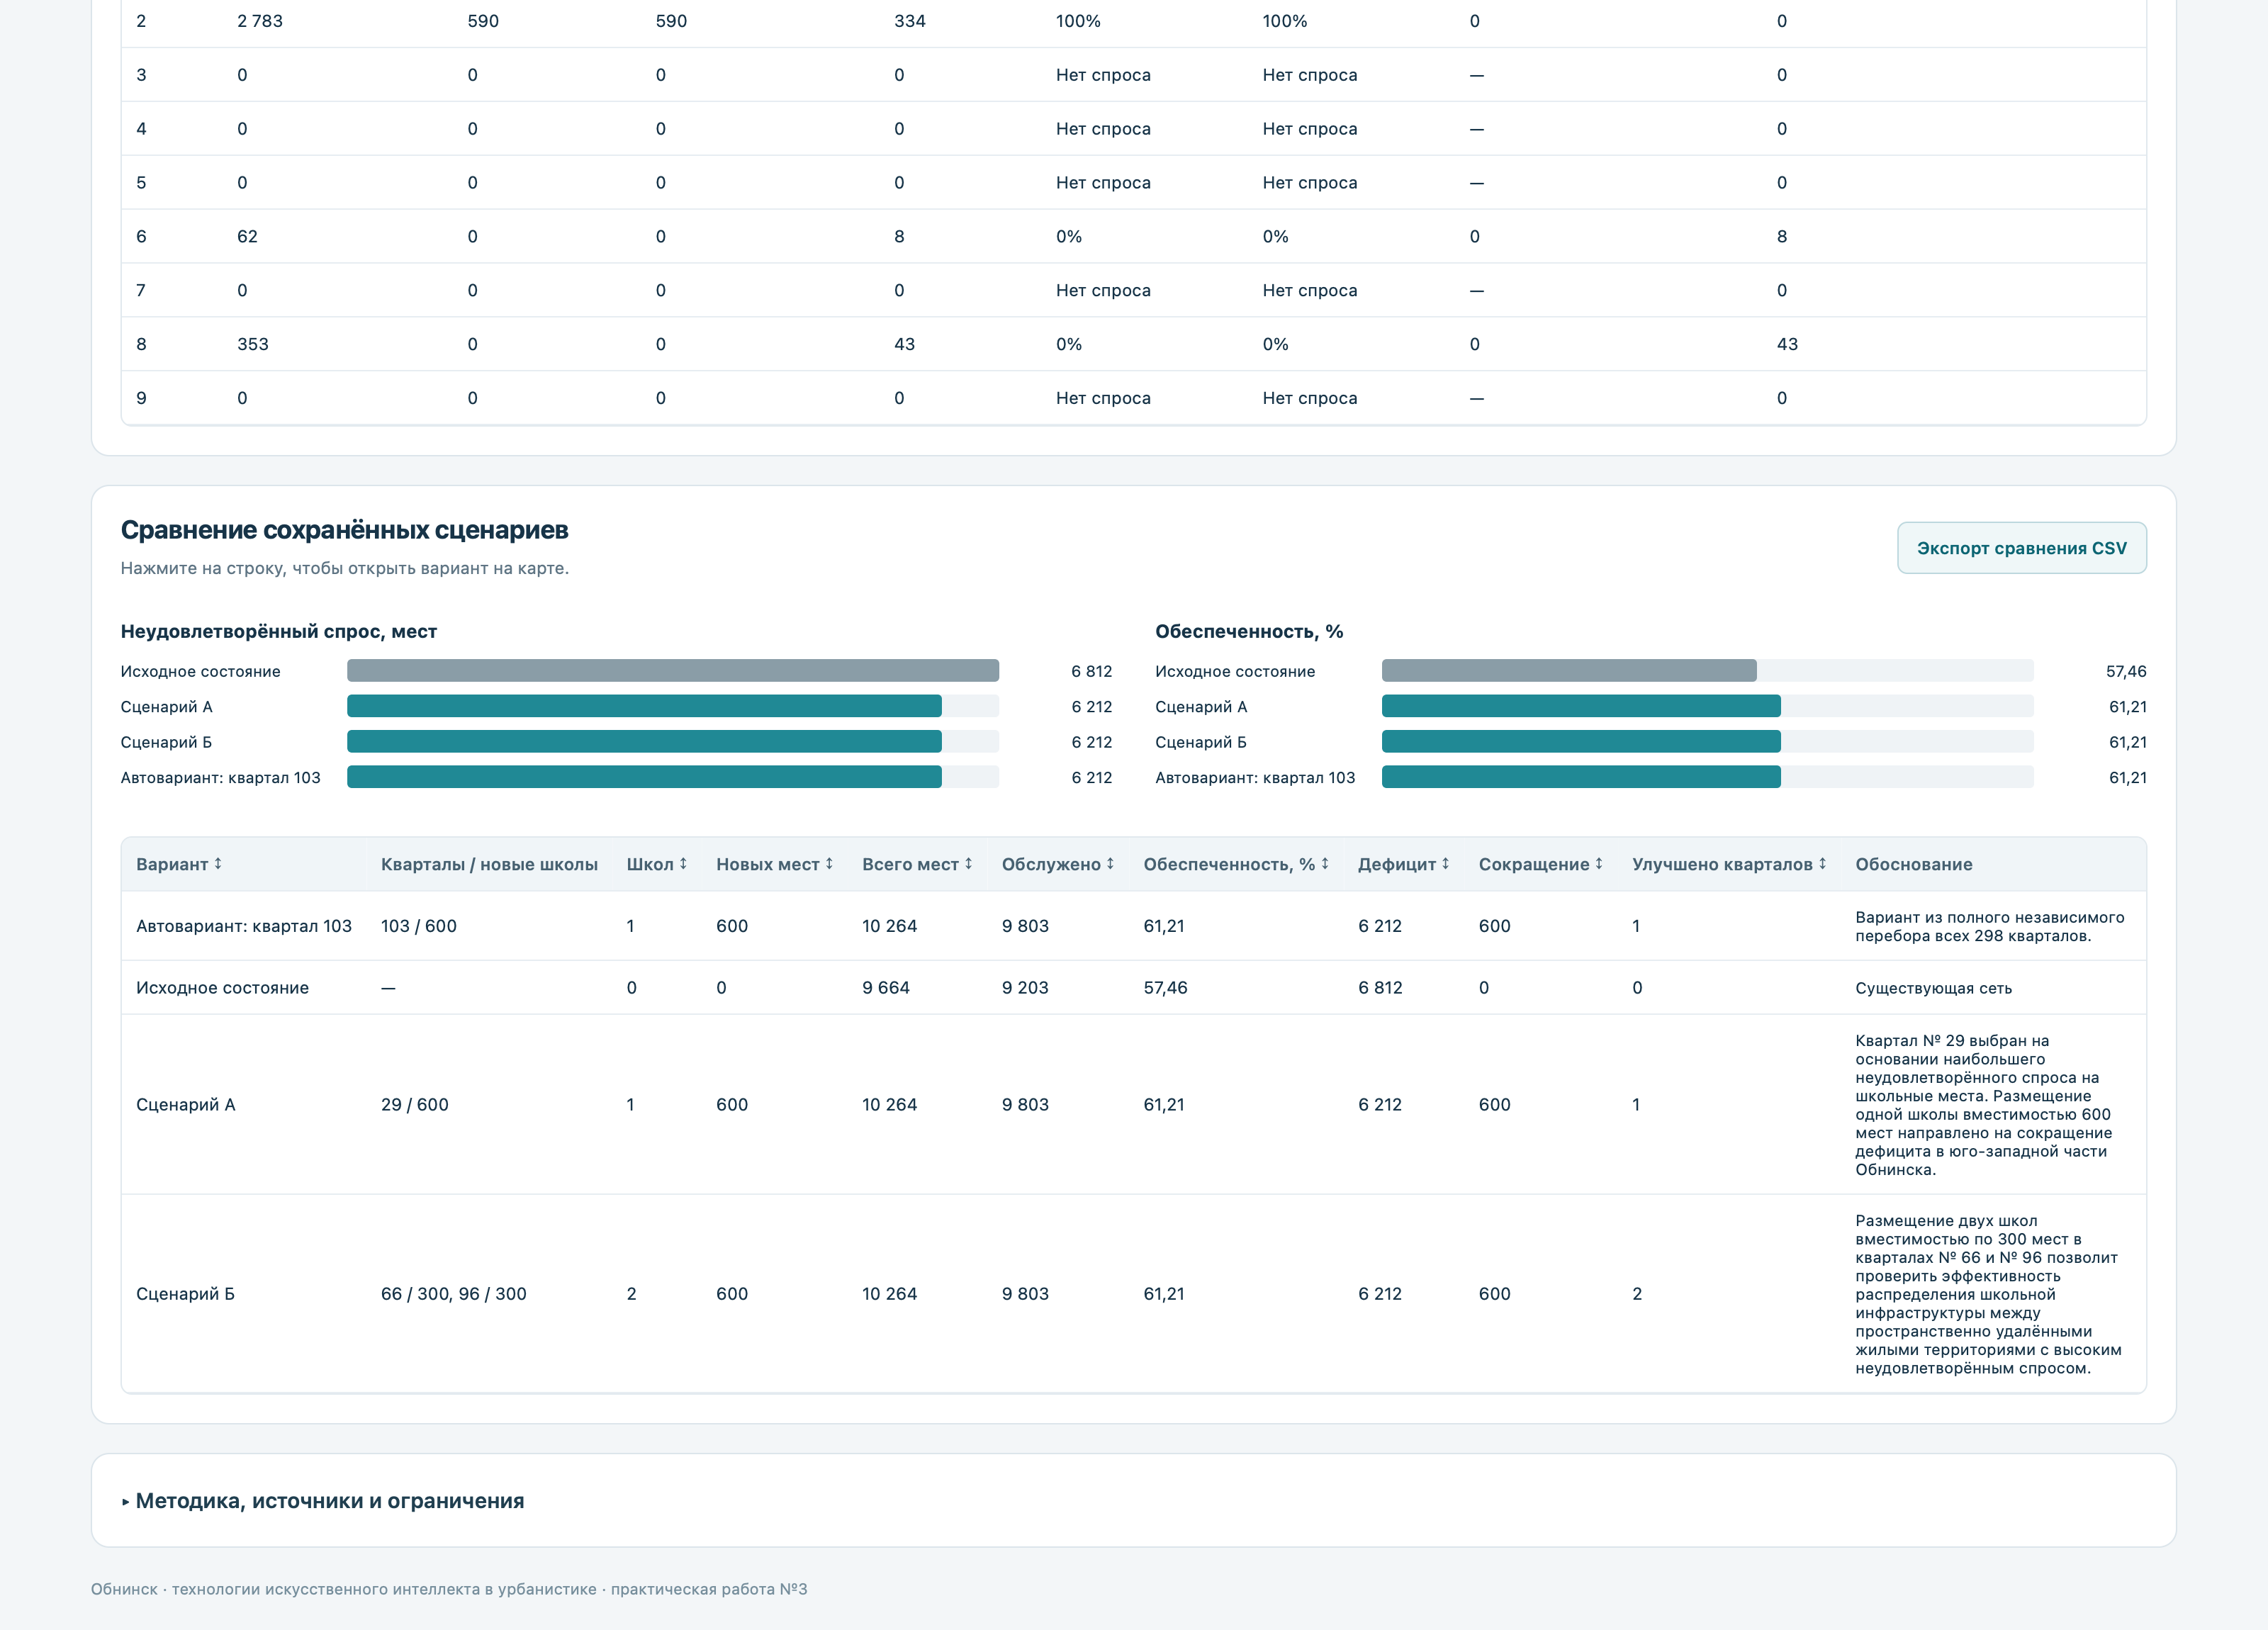 2 2 783 590 590 334 100% 100% 0 0
3 0 0 0 0 Нет спроса Нет спроса — 0
4 0 0 0 0 Нет спроса Нет спроса — 0
5 0 0 0 0 Нет спроса Нет спроса — 0
6 62 0 0 8 0% 0% 0 8
7 0 0 0 0 Нет спроса Нет спроса — 0
8 353 0 0 43 0% 0% 0 43
9 0 0 0 0 Нет спроса Нет спроса — 0
Сравнение сохранённых сценариев
Нажмите на строку, чтобы открыть вариант на карте.
Экспорт сравнения CSV
Неудовлетворённый спрос, мест
Исходное состояние 6 812
Сценарий А 6 212
Сценарий Б 6 212
Автовариант: квартал 103 6 212
Обеспеченность, %
Исходное состояние 57,46
Сценарий А 61,21
Сценарий Б 61,21
Автовариант: квартал 103 61,21
Вариант ↕ Кварталы / новые школы Школ ↕ Новых мест ↕ Всего мест ↕ Обслужено ↕ Обеспеченность, % ↕ Дефицит ↕ Сокращение ↕ Улучшено кварталов ↕ Обоснование
Автовариант: квартал 103 103 / 600 1 600 10 264 9 803 61,21 6 212 600 1
Вариант из полного независимого
перебора всех 298 кварталов.
Исходное состояние — 0 0 9 664 9 203 57,46 6 812 0 0 Существующая сеть
Сценарий А 29 / 600 1 600 10 264 9 803 61,21 6 212 600 1
Квартал № 29 выбран на
основании наибольшего
неудовлетворённого спроса на
школьные места. Размещение
одной школы вместимостью 600
мест направлено на сокращение
дефицита в юго-западной части
Обнинска.
Сценарий Б 66 / 300, 96 / 300 2 600 10 264 9 803 61,21 6 212 600 2
Размещение двух школ
вместимостью по 300 мест в
кварталах № 66 и № 96 позволит
проверить эффективность
распределения школьной
инфраструктуры между
пространственно удалёнными
жилыми территориями с высоким
неудовлетворённым спросом.
▸ Методика, источники и ограничения
Обнинск · технологии искусственного интеллекта в урбанистике · практическая работа №3